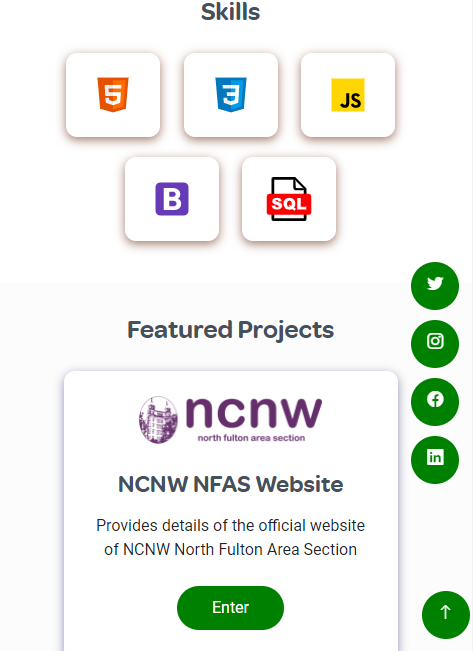 Skills
5
3
JS
B
SQL
Featured Projects
ncnw
north fulton area section
NCNW NFAS Website
Provides details of the official website
of NCNW North Fulton Area Section
Enter
in